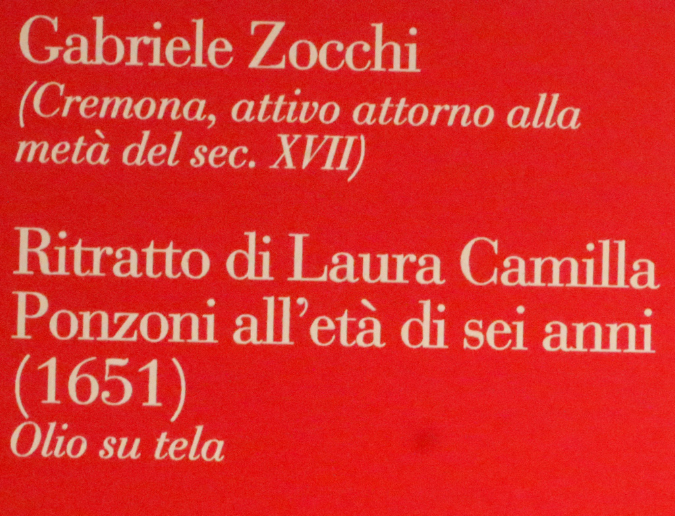 Gabriele Zocchi
(Cremona, attivo attorno alla
metà del sec. XVII)
Ritratto di Laura Camilla
Ponzoni all'età di sei anni
(1651)
Olio su tela